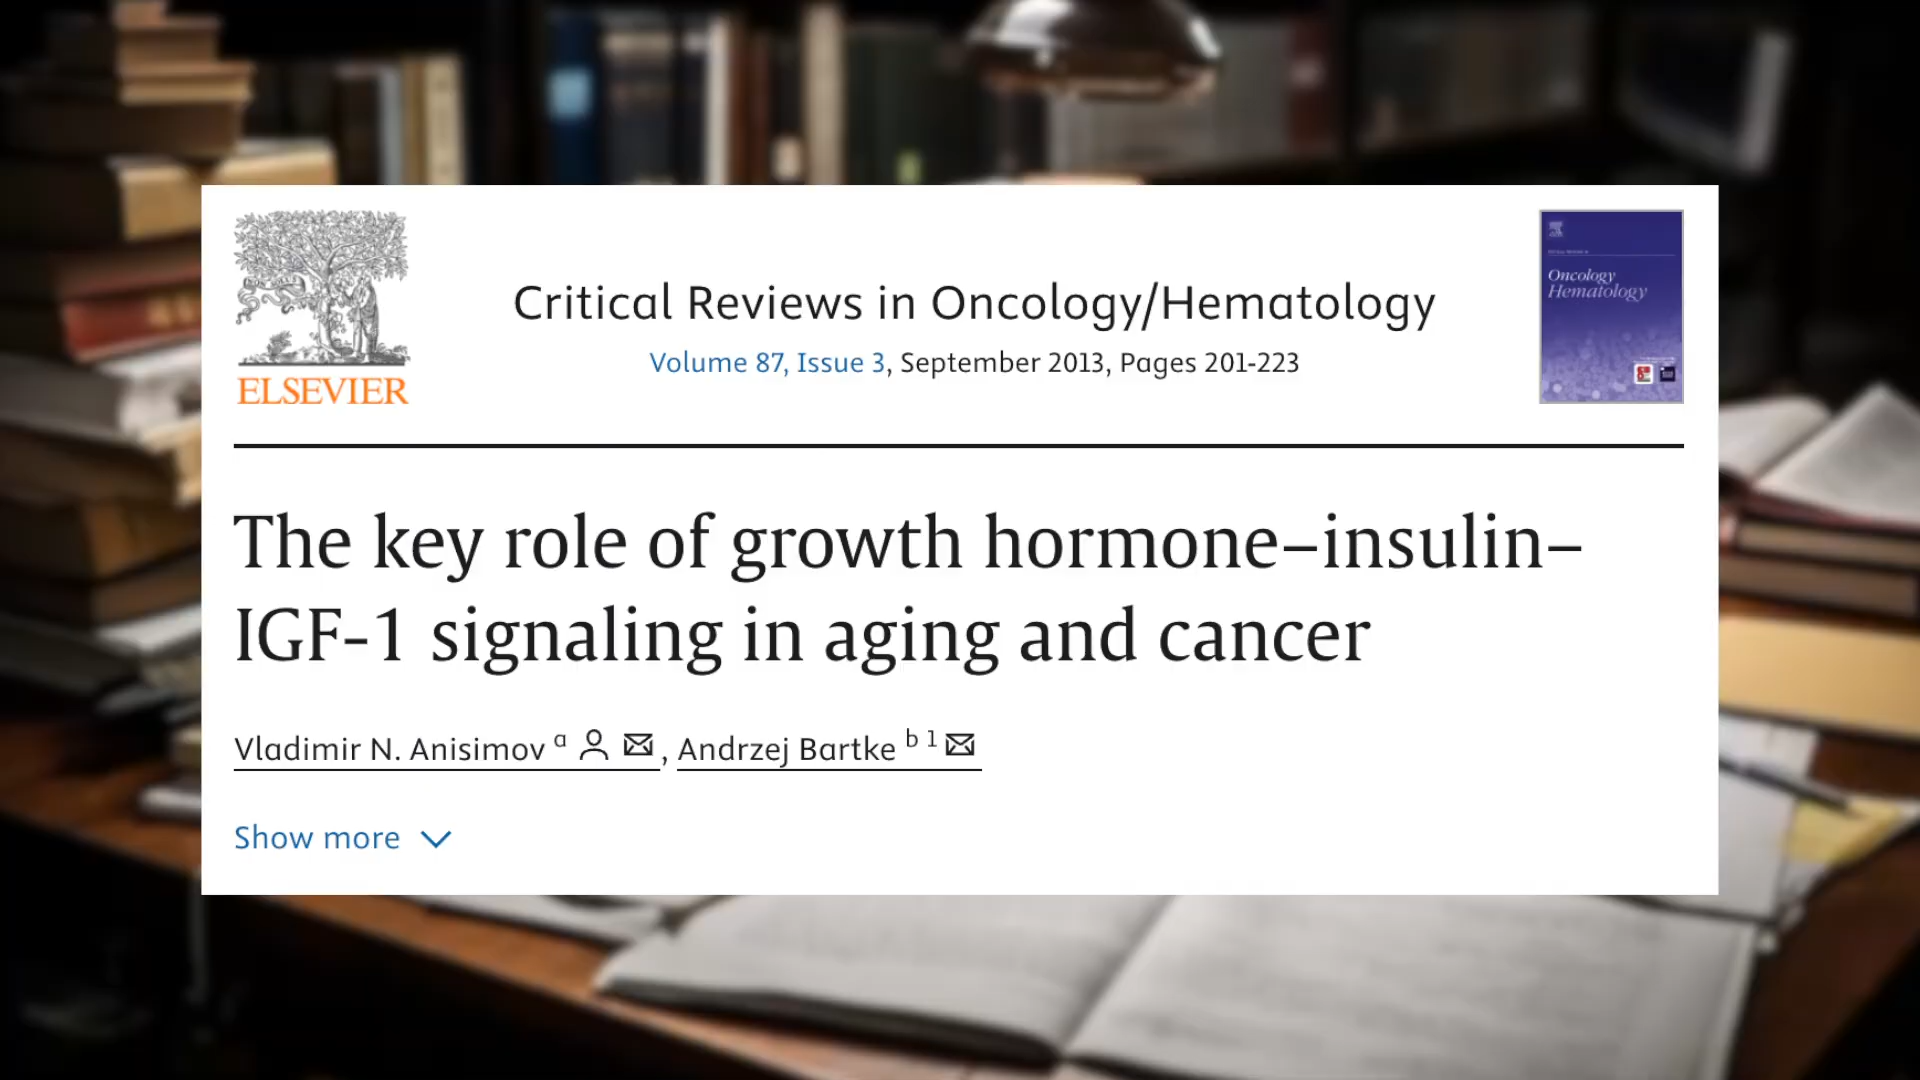 ELSEVIER
Critical Reviews in Oncology/Hematology
Volume 87, Issue 3, September 2013, Pages 201-223
Oncology
Hematology
The key role of growth hormone–insulin–
IGF-1 signaling in aging and cancer
Vladimir N. Anisimov a, Andrzej Bartke b 1
Show more